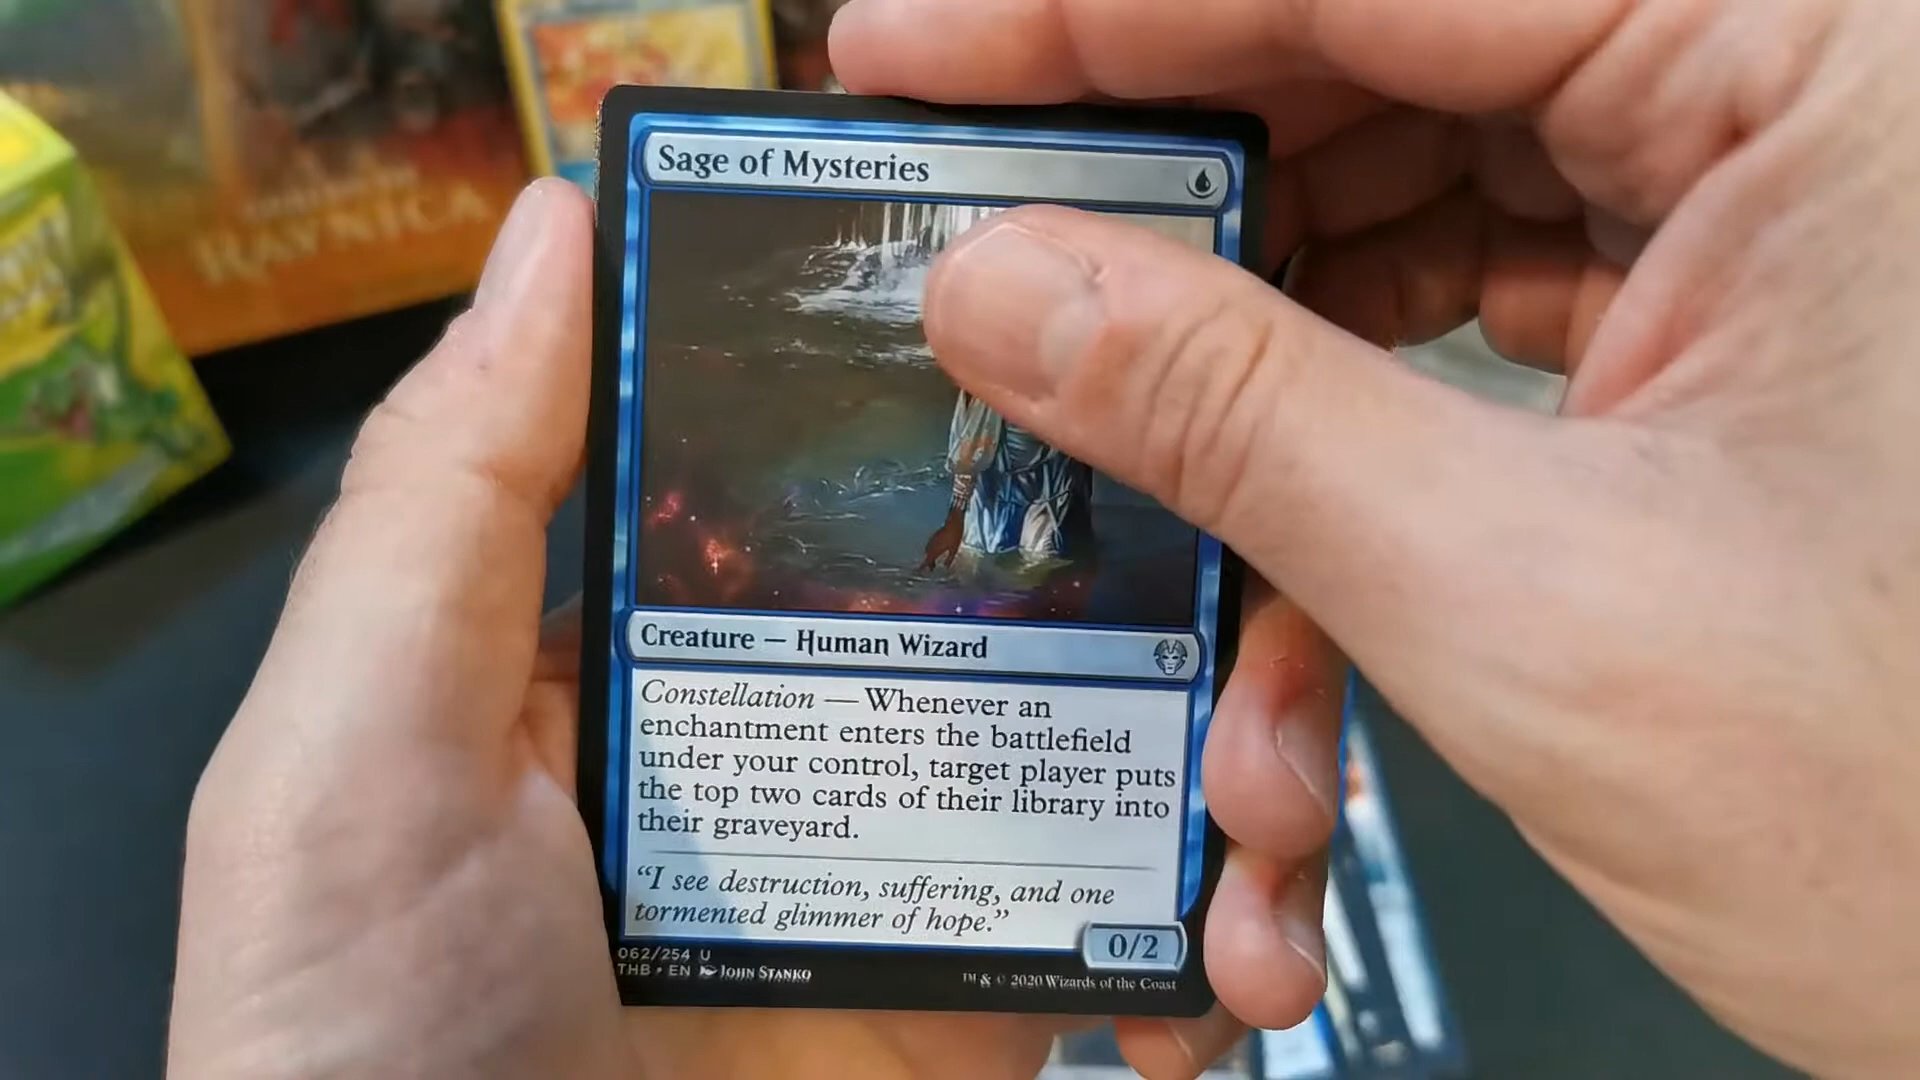 RAVNICA
Sage of Mysteries
Creature — Human Wizard
Constellation — Whenever an
enchantment enters the battlefield
under your control, target player puts
the top two cards of their library into
their graveyard.
“I see destruction, suffering, and one
tormented glimmer of hope.”
0/2
062/254 U
THB • EN John Stanko
™ & © 2020 Wizards of the Coast